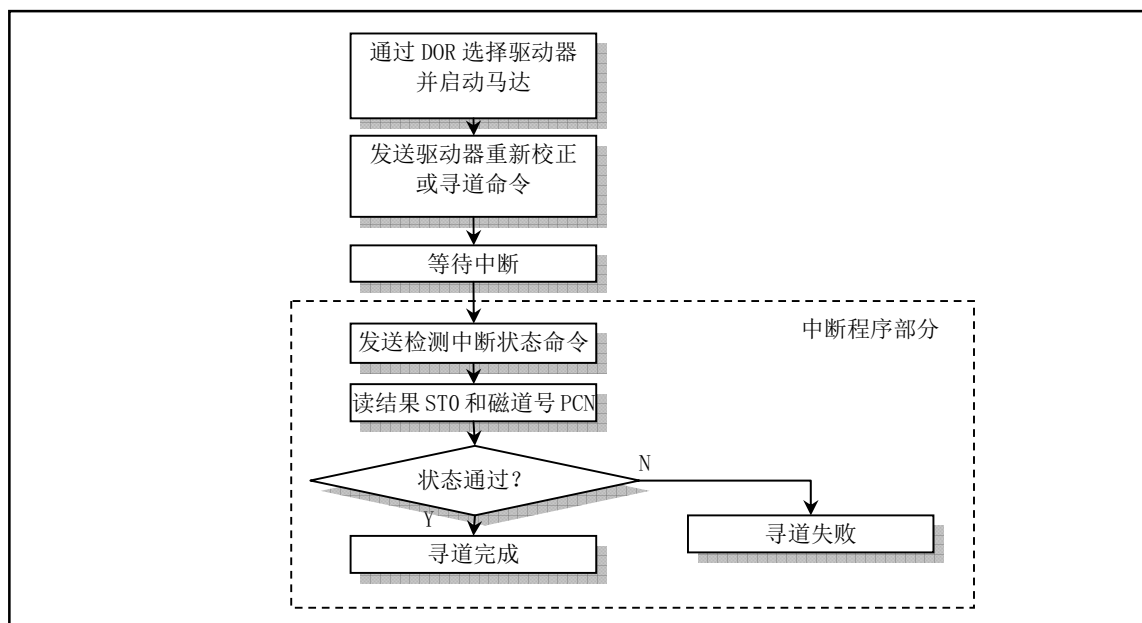 通过 DOR 选择驱动器
并启动马达
发送驱动器重新校正
或寻道命令
等待中断
中断程序部分
发送检测中断状态命令
读结果 ST0 和磁道号 PCN
状态通过?
N
Y
寻道失败
寻道完成